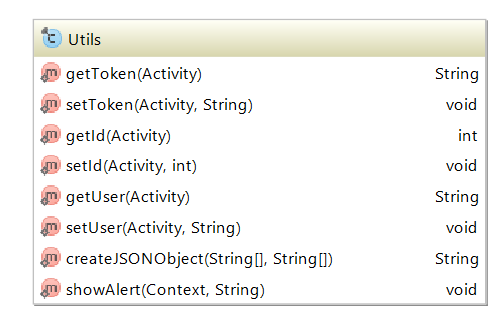 Utils
getToken(Activity) String
setToken(Activity, String) void
getId(Activity) int
setId(Activity, int) void
getUser(Activity) String
setUser(Activity, String) void
createJSONObject(String[], String[]) String
showAlert(Context, String) void